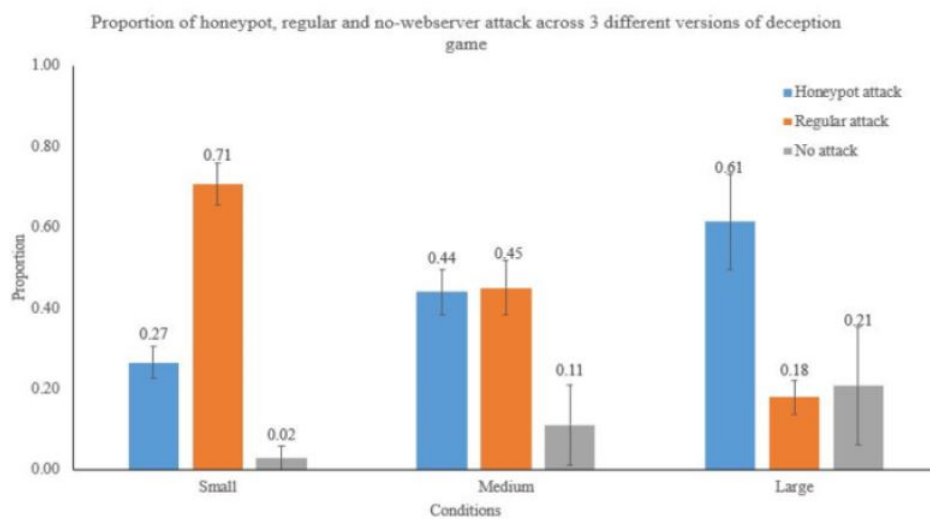 Proportion of honeypot, regular and no-webserver attack across 3 different versions of deception
game
1.00
0.80
0.60
0.40
0.20
0.00
Proportion
Honeypot attack
Regular attack
No attack
0.27
0.71
0.02
0.44
0.45
0.11
0.61
0.18
0.21
Small
Medium
Large
Conditions